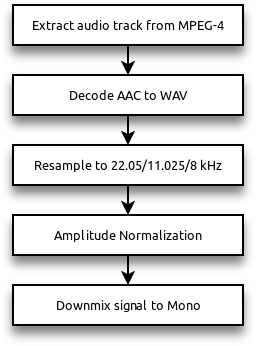 Extract audio track from MPEG-4
Decode AAC to WAV
Resample to 22.05/11.025/8 kHz
Amplitude Normalization
Downmix signal to Mono